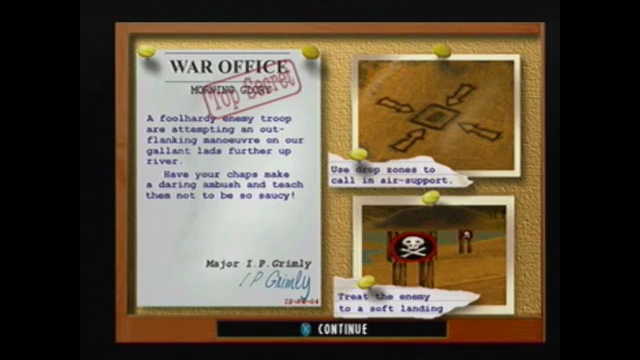 WAR OFFICE
MORNING GLORY
Top Secret
A foolhardy enemy troop
are attempting an out-
flanking manoeuvre on our
gallant lads further up
river.
Have your chaps make
a daring ambush and teach
them not to be so saucy!
Major I.P.Grimly
I.P Grimly
Use drop zones to
call in air-support.
Treat the enemy
to a soft landing
CONTINUE